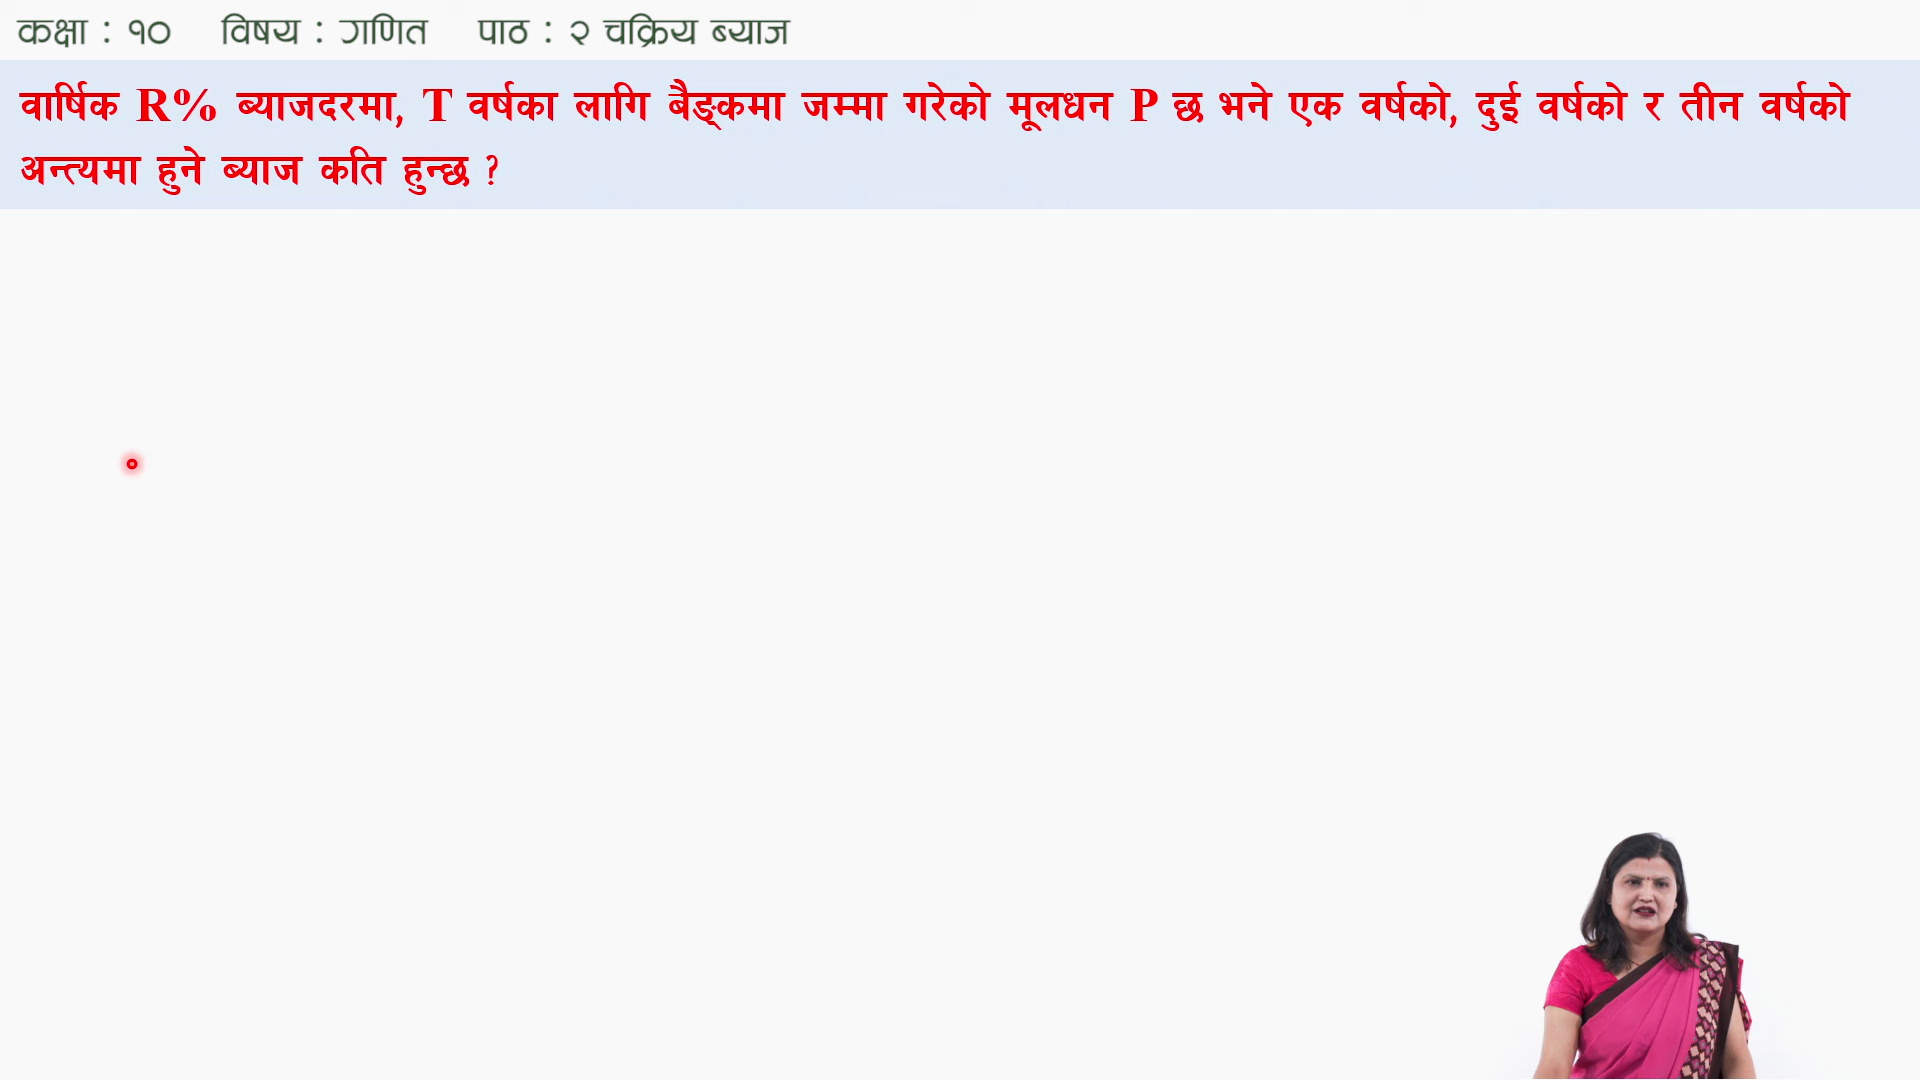 कक्षा : १० विषय : गणित पाठ : २ चक्रिय ब्याज
वार्षिक R% ब्याजदरमा, T वर्षका लागि बैङ्कमा जम्मा गरेको मूलधन P छ भने एक वर्षको, दुई वर्षको र तीन वर्षको
अन्त्यमा हुने ब्याज कति हुन्छ ?